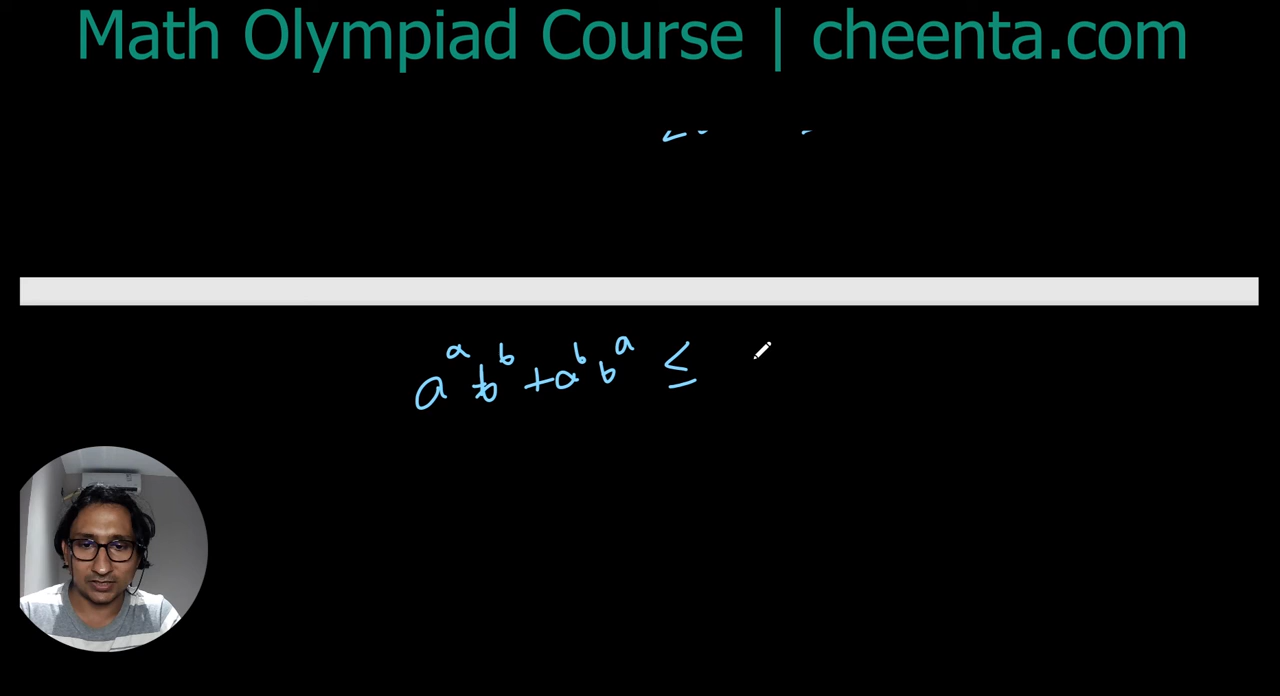 Math Olympiad Course | cheenta.com
a^a b^b + a^b b^a ≤